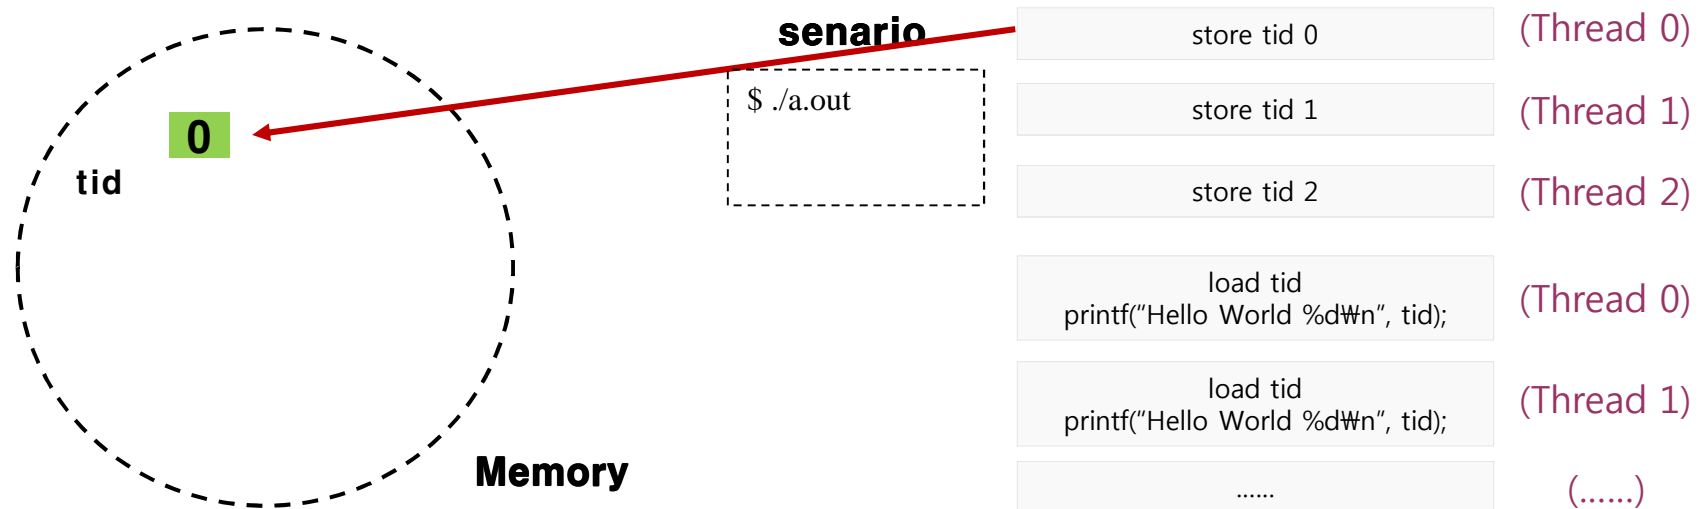 senario
store tid 0
(Thread 0)
$ ./a.out
store tid 1
(Thread 1)
0
tid
store tid 2
(Thread 2)
load tid
printf("Hello World %d₩n", tid);
(Thread 0)
load tid
printf("Hello World %d₩n", tid);
(Thread 1)
Memory
......
(......)